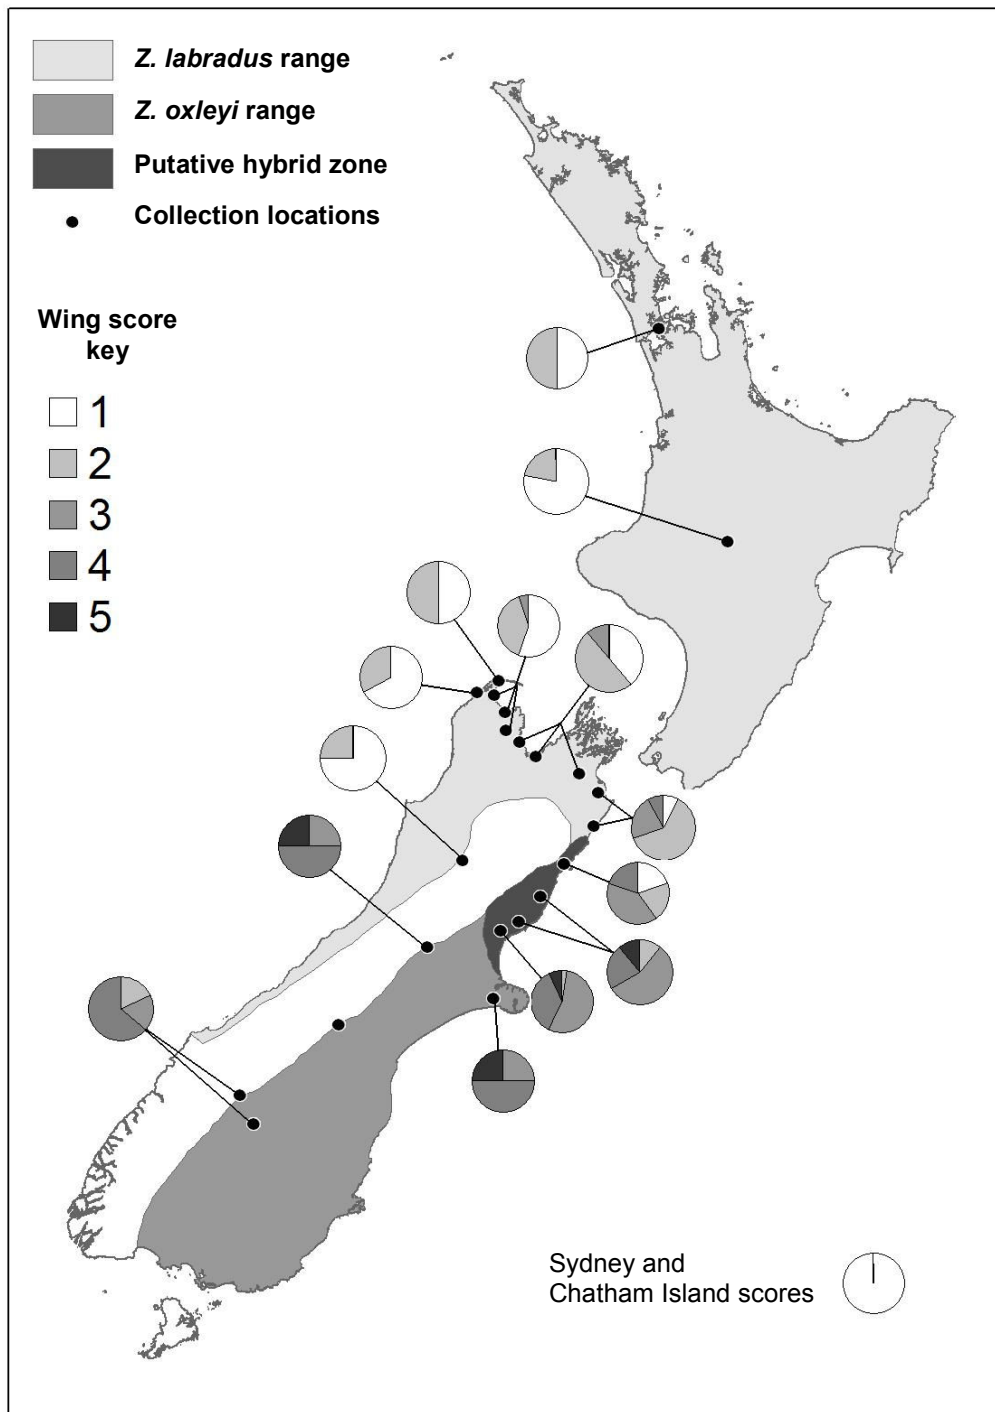 Z. labradus range
Z. oxleyi range
Putative hybrid zone
Collection locations
Wing score
key
1
2
3
4
5
Sydney and
Chatham Island scores